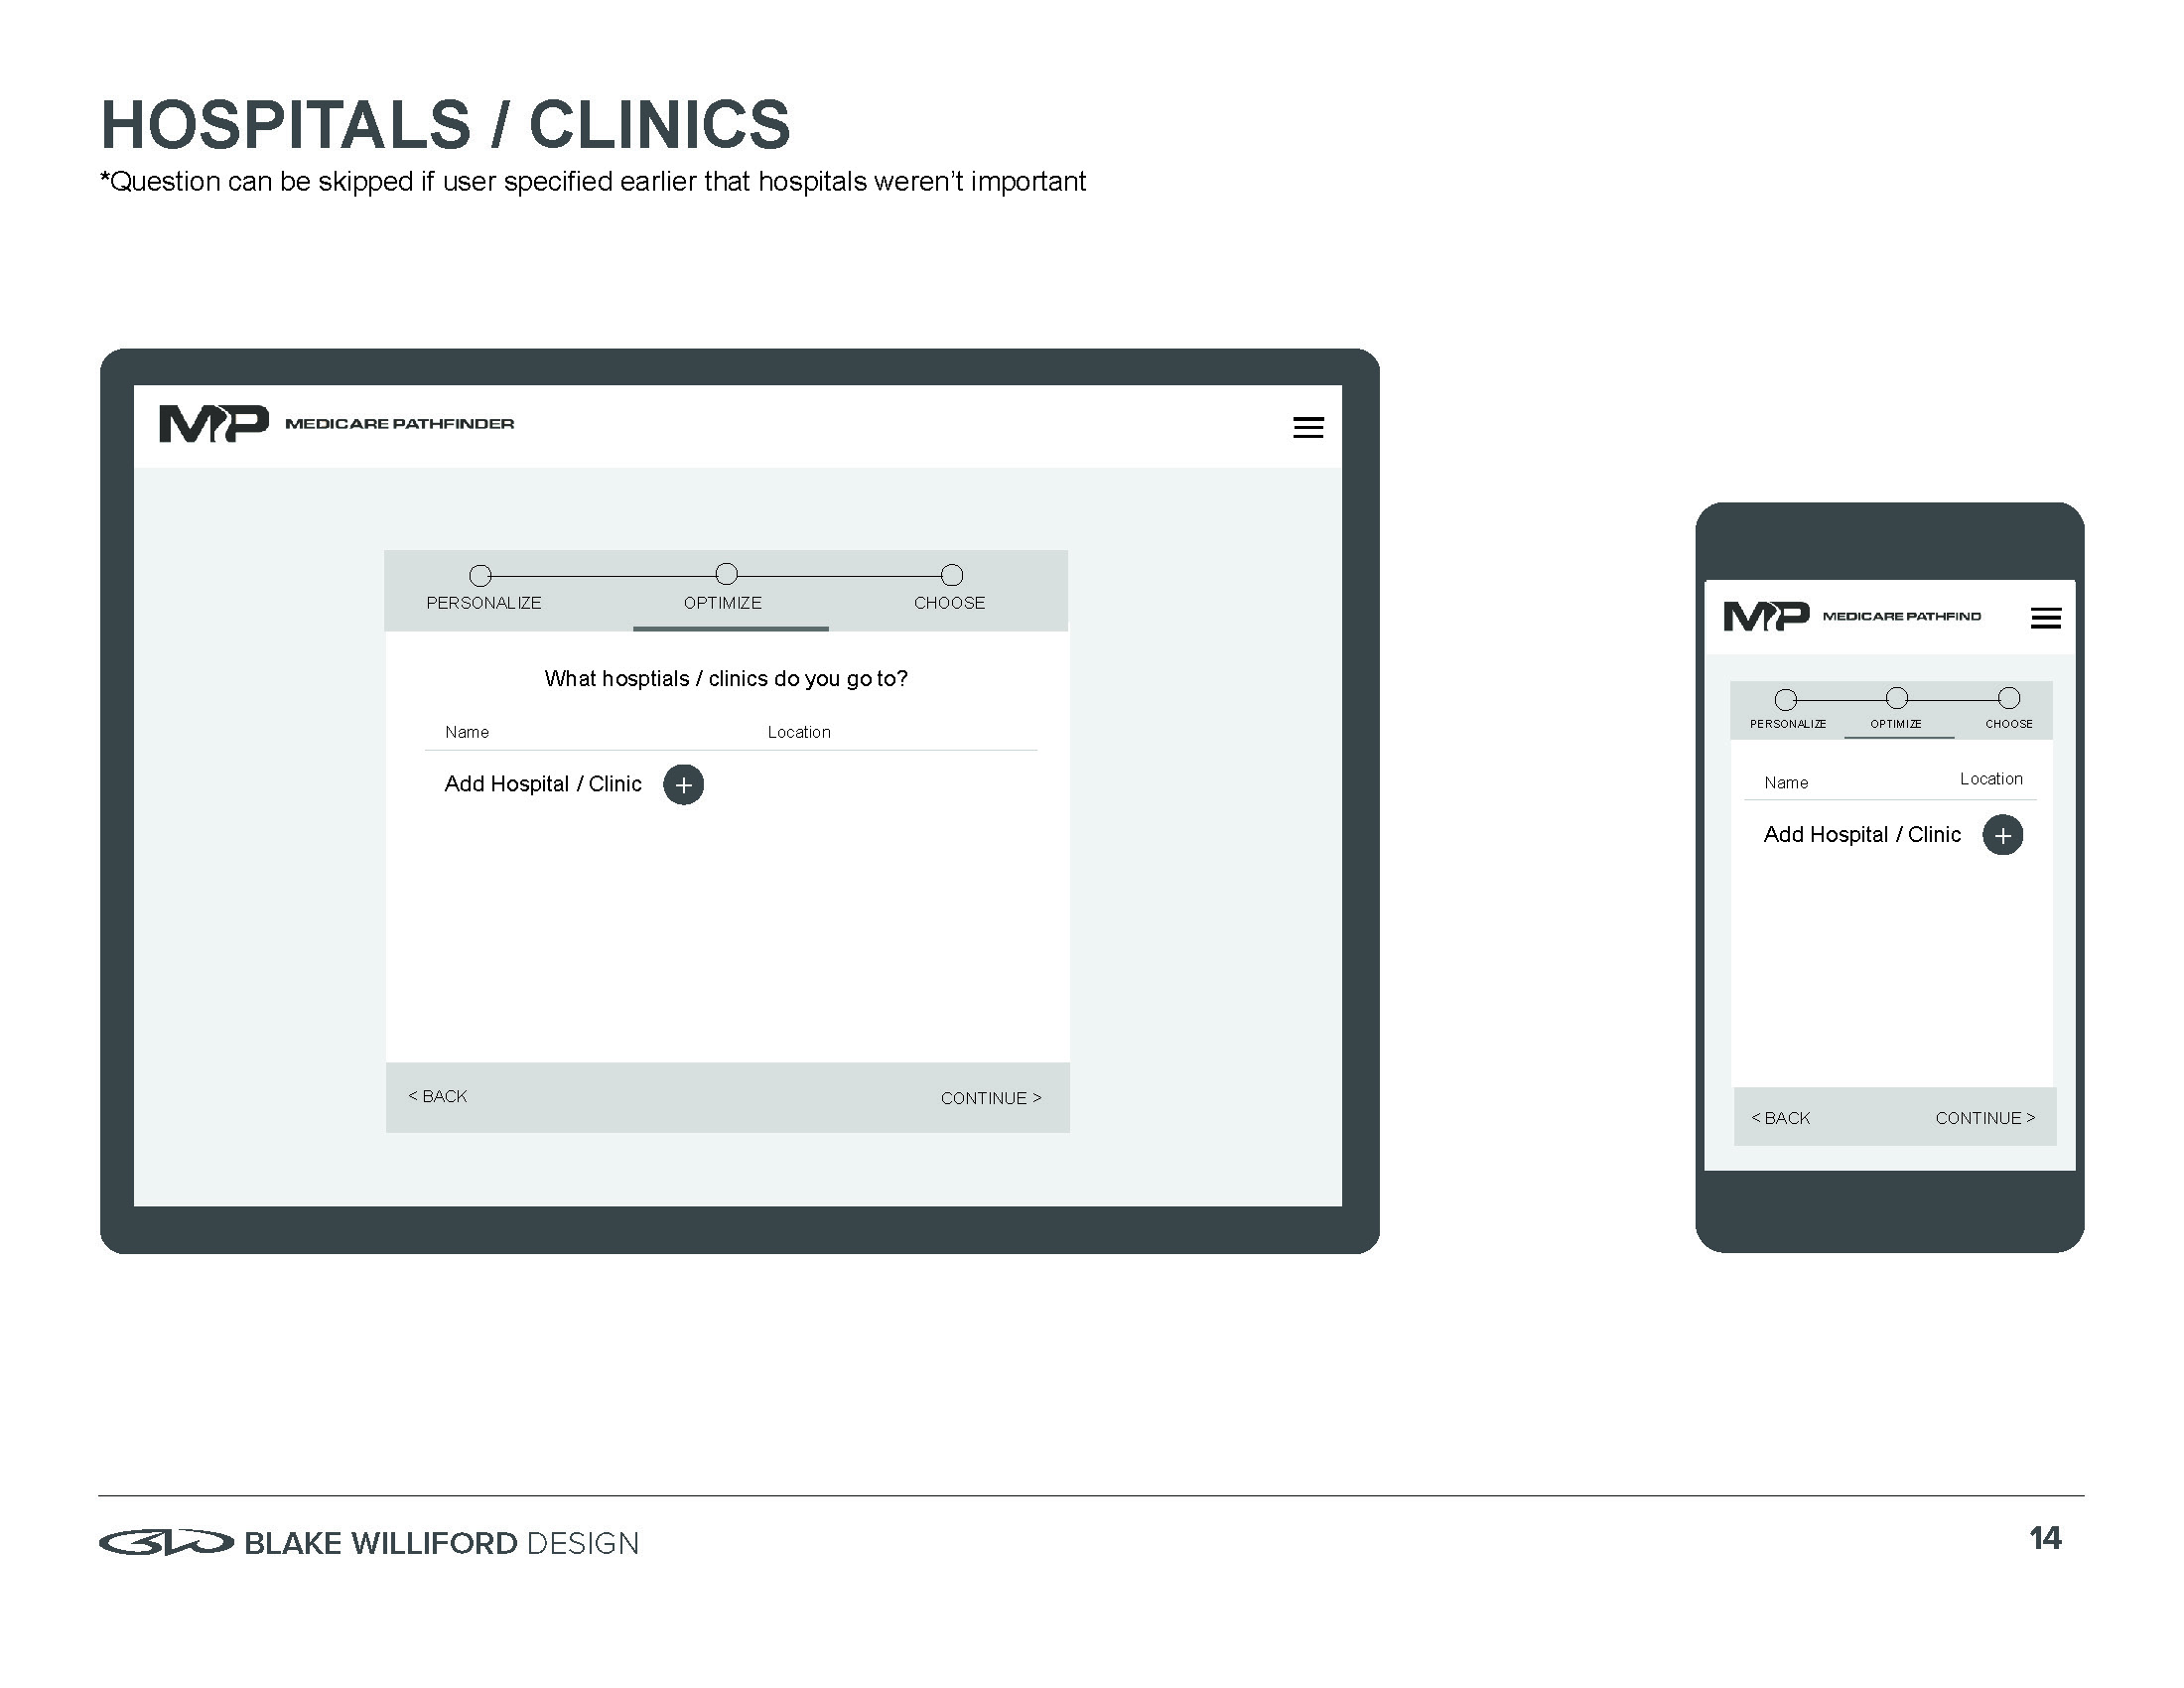 HOSPITALS / CLINICS
*Question can be skipped if user specified earlier that hospitals weren't important
MP MEDICARE PATHFINDER
PERSONALIZE OPTIMIZE CHOOSE
What hosptials / clinics do you go to?
Name Location
Add Hospital / Clinic +
< BACK CONTINUE >
MP MEDICARE PATHFIND
PERSONALIZE OPTIMIZE CHOOSE
Name Location
Add Hospital / Clinic +
< BACK CONTINUE >
BW BLAKE WILLIFORD DESIGN
14